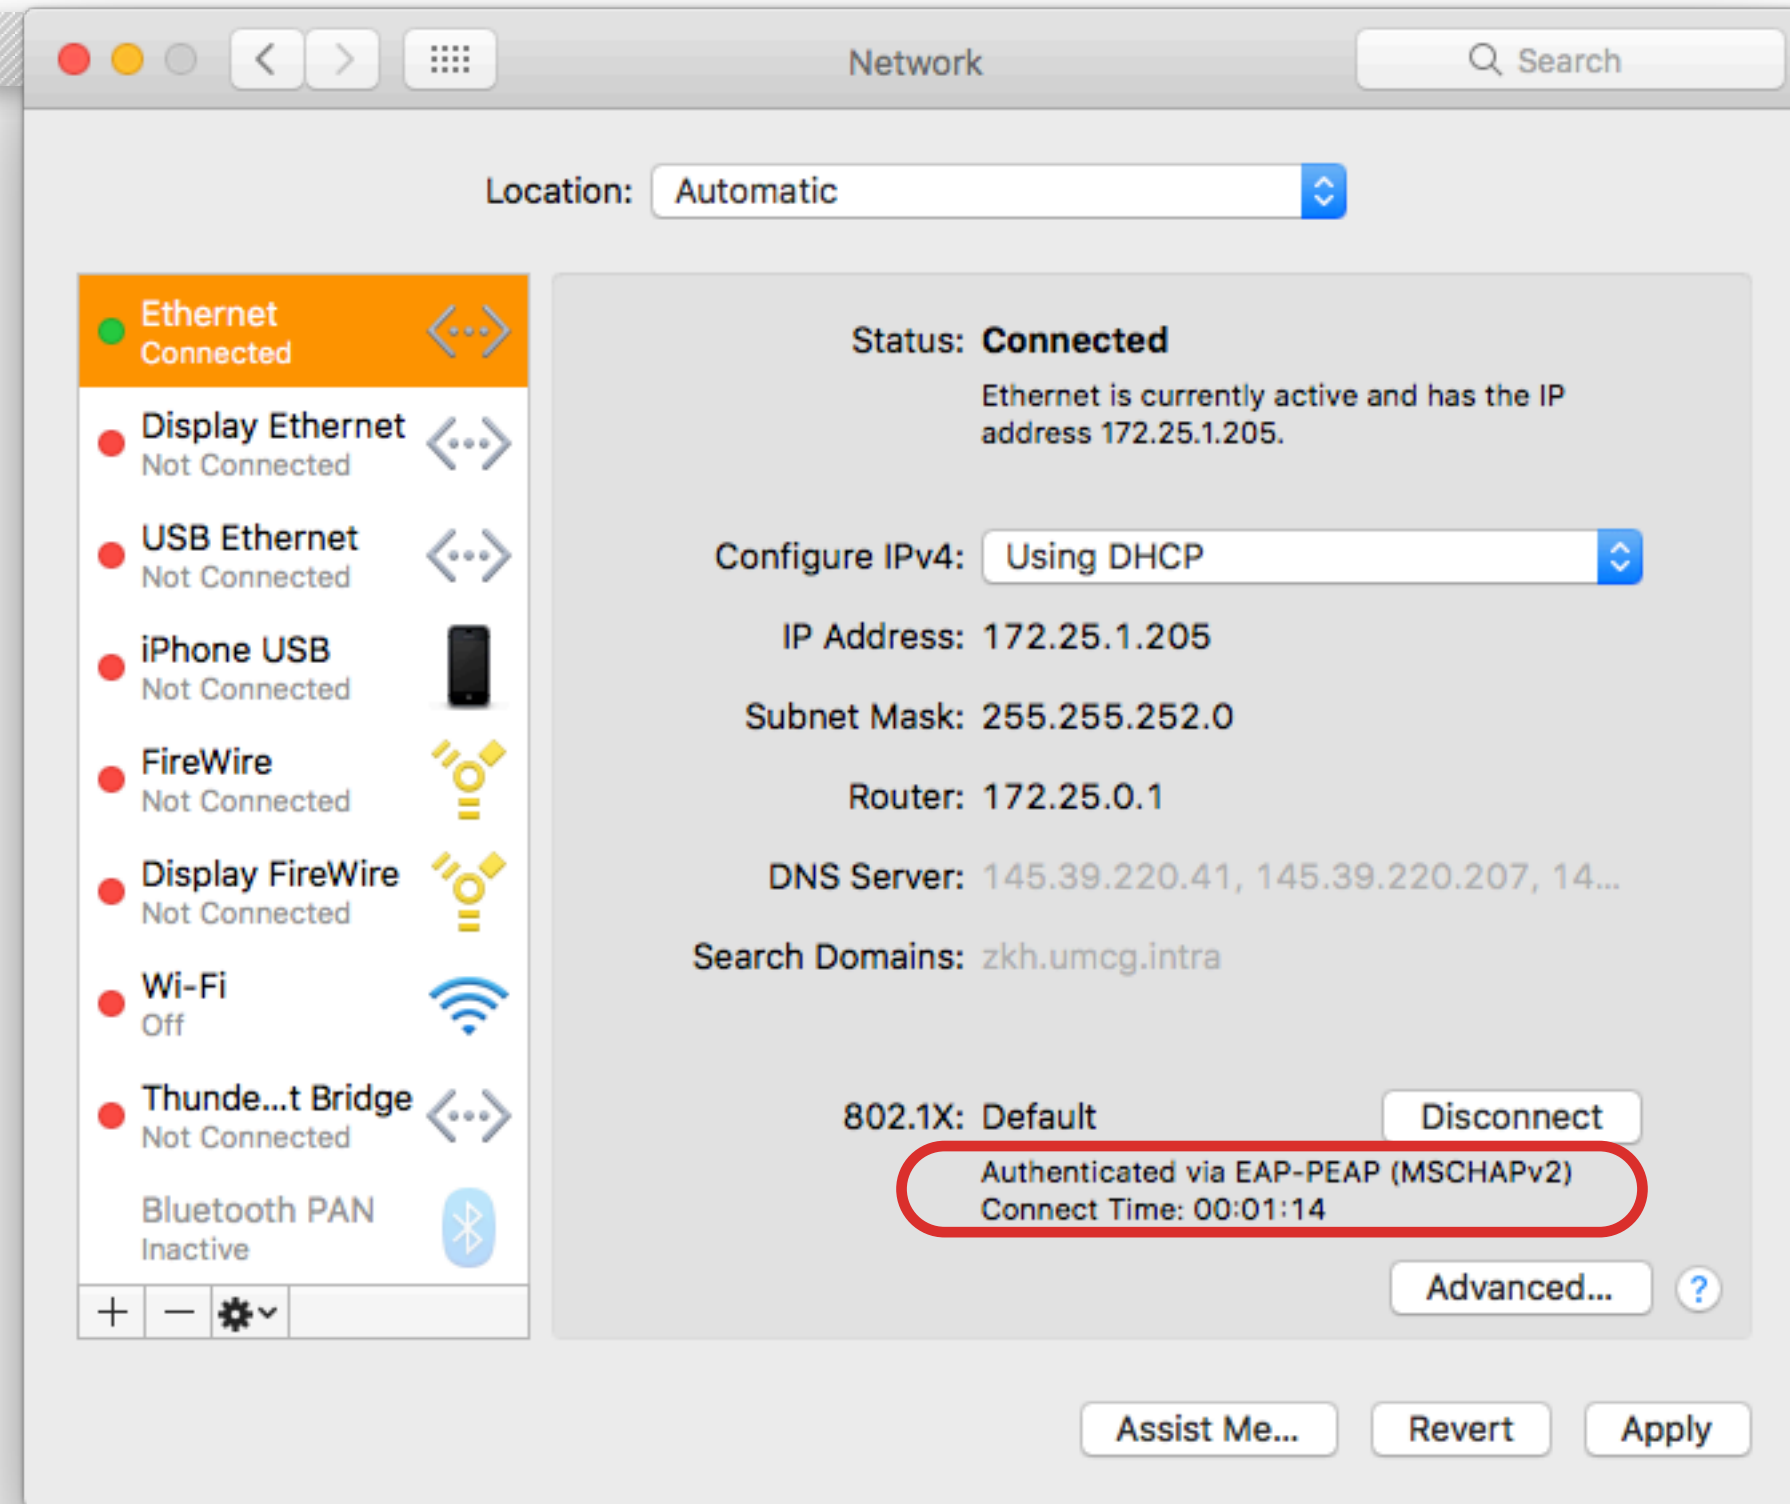 Network
Search
Location: Automatic
Ethernet
Connected
Display Ethernet
Not Connected
USB Ethernet
Not Connected
iPhone USB
Not Connected
FireWire
Not Connected
Display FireWire
Not Connected
Wi-Fi
Off
Thunde...t Bridge
Not Connected
Bluetooth PAN
Inactive
Status: Connected
Ethernet is currently active and has the IP
address 172.25.1.205.
Configure IPv4: Using DHCP
IP Address: 172.25.1.205
Subnet Mask: 255.255.252.0
Router: 172.25.0.1
DNS Server: 145.39.220.41, 145.39.220.207, 14...
Search Domains: zkh.umcg.intra
802.1X: Default Disconnect
Authenticated via EAP-PEAP (MSCHAPv2)
Connect Time: 00:01:14
Advanced... ?
Assist Me... Revert Apply